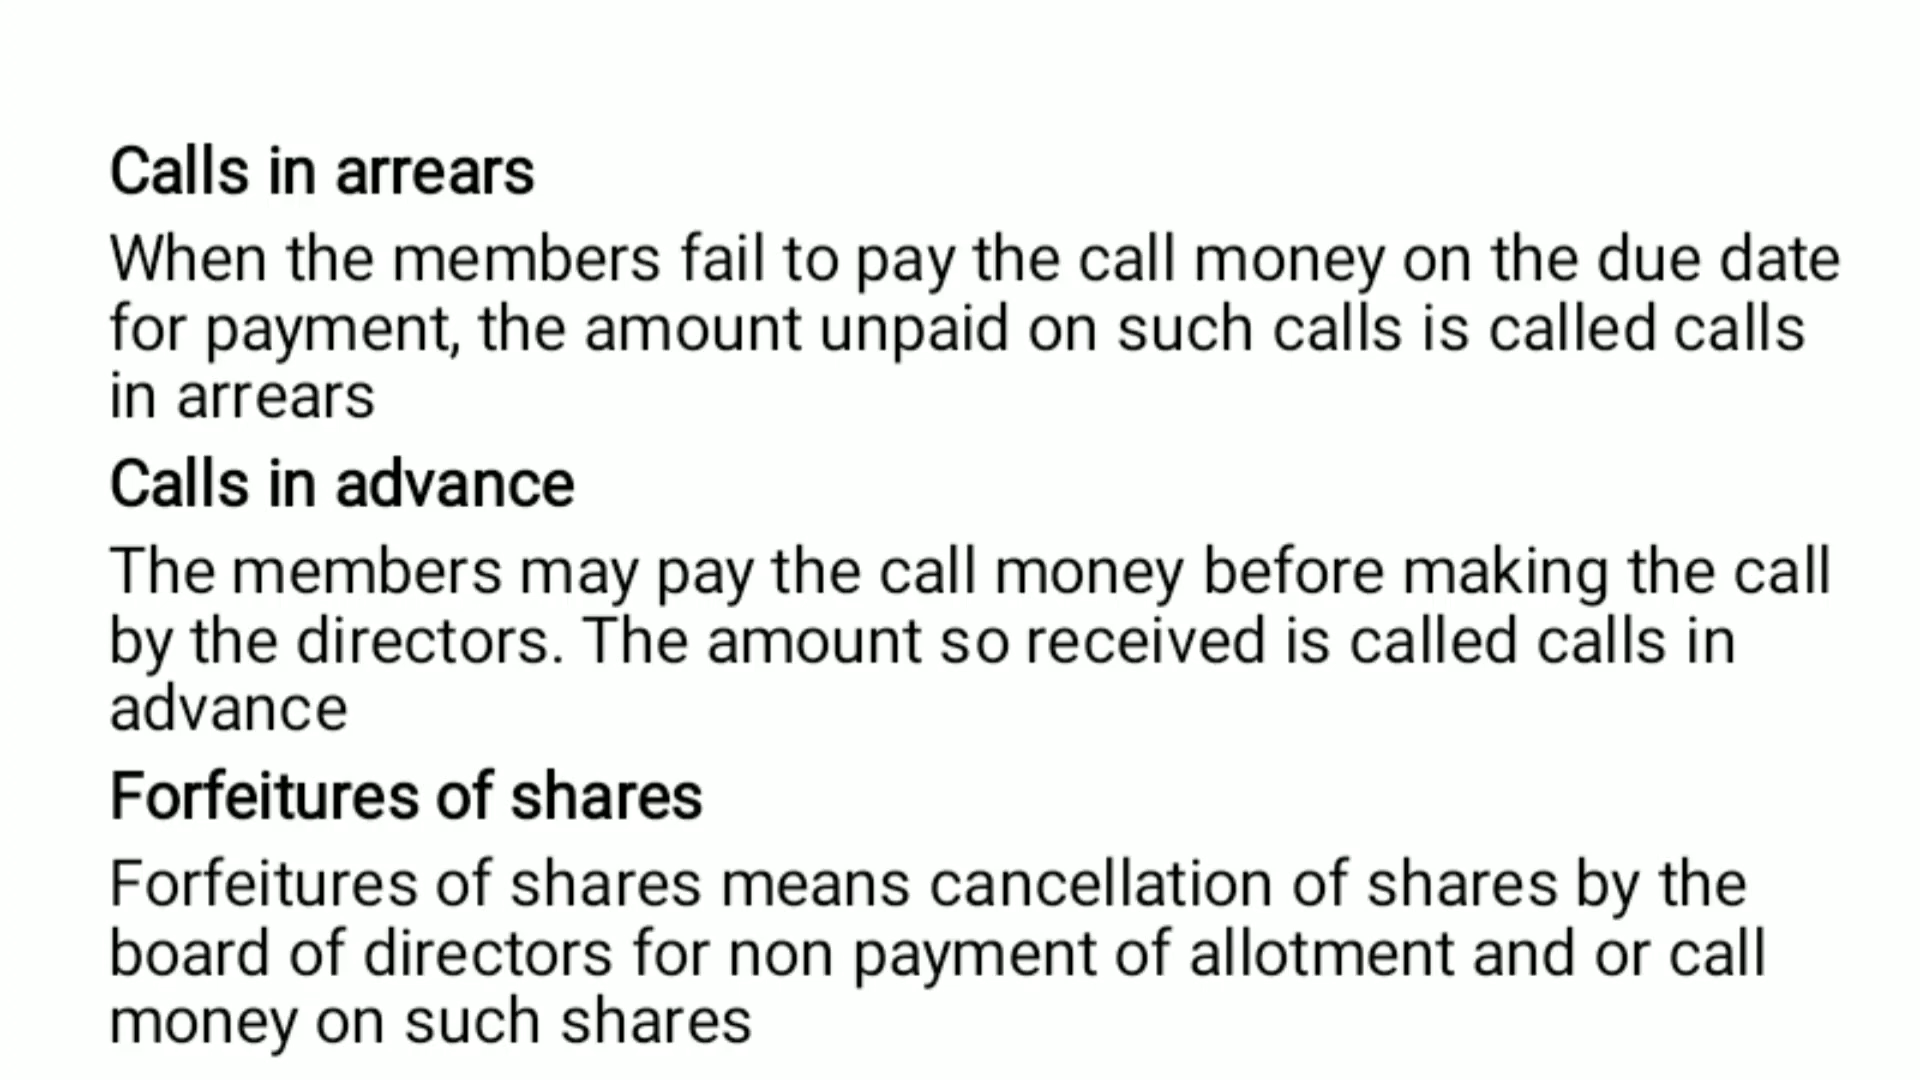 Calls in arrears
When the members fail to pay the call money on the due date
for payment, the amount unpaid on such calls is called calls
in arrears
Calls in advance
The members may pay the call money before making the call
by the directors. The amount so received is called calls in
advance
Forfeitures of shares
Forfeitures of shares means cancellation of shares by the
board of directors for non payment of allotment and or call
money on such shares